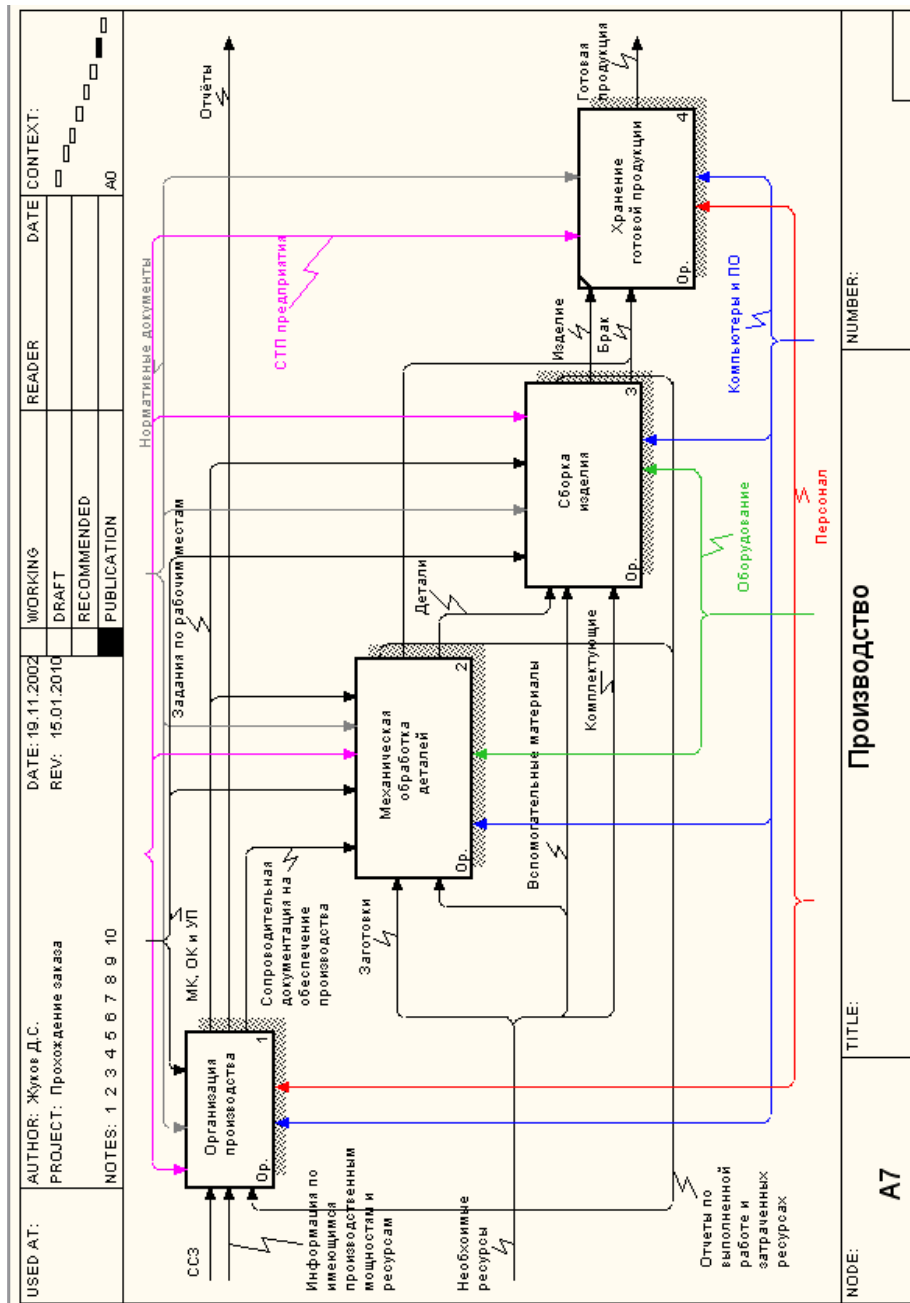 USED AT:
AUTHOR: Жуков Д.С.
PROJECT: Прохождение заказа
NOTES: 1 2 3 4 5 6 7 8 9 10
DATE: 19.11.2002
REV: 15.01.2010
WORKING
DRAFT
RECOMMENDED
PUBLICATION
READER
DATE
CONTEXT:
A0
Нормативные документы
Отчёты
СТП предприятия
Задания по рабочим местам
МК, ОК и УП
ССЗ
Организация
производства
0р.
1
Информация по
имеющимся
производственным
мощностям и
ресурсам
Сопроводительная
документация на
обеспечение
производства
Заготовки
Механическая
обработка
деталей
0р.
2
Детали
Вспомогательные материалы
Комплектующие
Сборка
изделия
0р.
3
Изделие
Брак
Хранение
готовой продукции
0р.
4
Готовая
продукция
Необхоимые
ресурсы
Отчеты по
выполненной
работе и
затраченных
ресурсах
Оборудование
Компьютеры и ПО
Персонал
NODE:
A7
TITLE:
Производство
NUMBER: